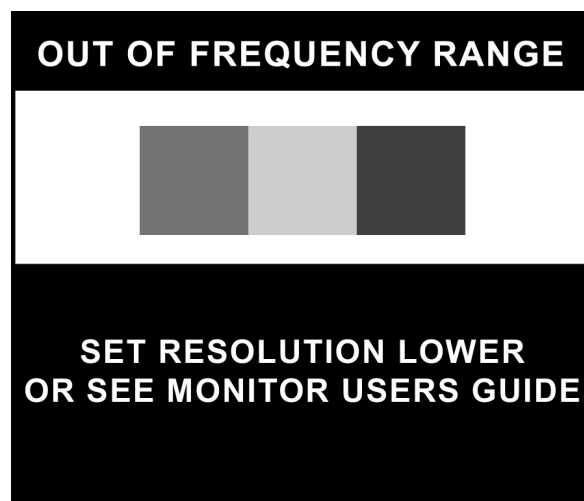 OUT OF FREQUENCY RANGE
SET RESOLUTION LOWER
OR SEE MONITOR USERS GUIDE